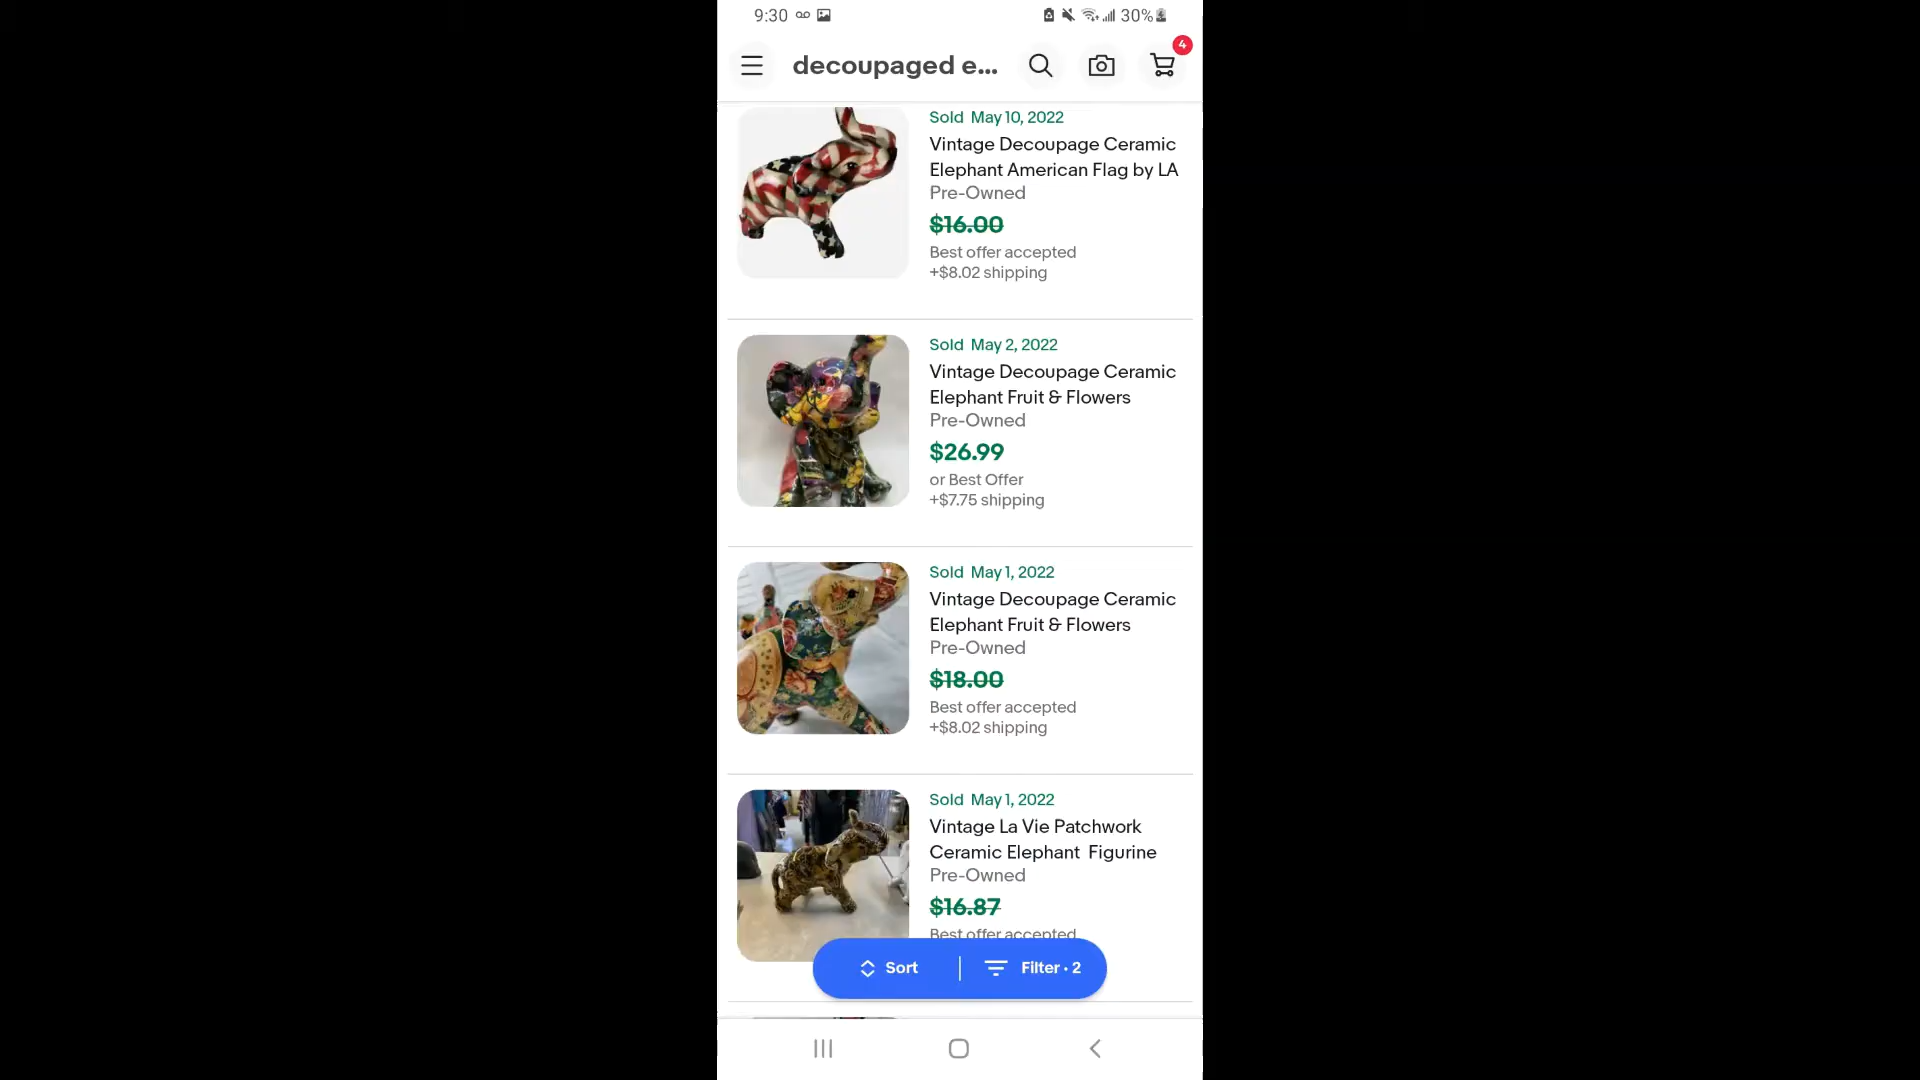 9:30
30%
decoupaged e...
4
Sold May 10, 2022
Vintage Decoupage Ceramic
Elephant American Flag by LA
Pre-Owned
$16.00
Best offer accepted
+$8.02 shipping
Sold May 2, 2022
Vintage Decoupage Ceramic
Elephant Fruit & Flowers
Pre-Owned
$26.99
or Best Offer
+$7.75 shipping
Sold May 1, 2022
Vintage Decoupage Ceramic
Elephant Fruit & Flowers
Pre-Owned
$18.00
Best offer accepted
+$8.02 shipping
Sold May 1, 2022
Vintage La Vie Patchwork
Ceramic Elephant Figurine
Pre-Owned
$16.87
Best offer accepted
Sort
Filter • 2